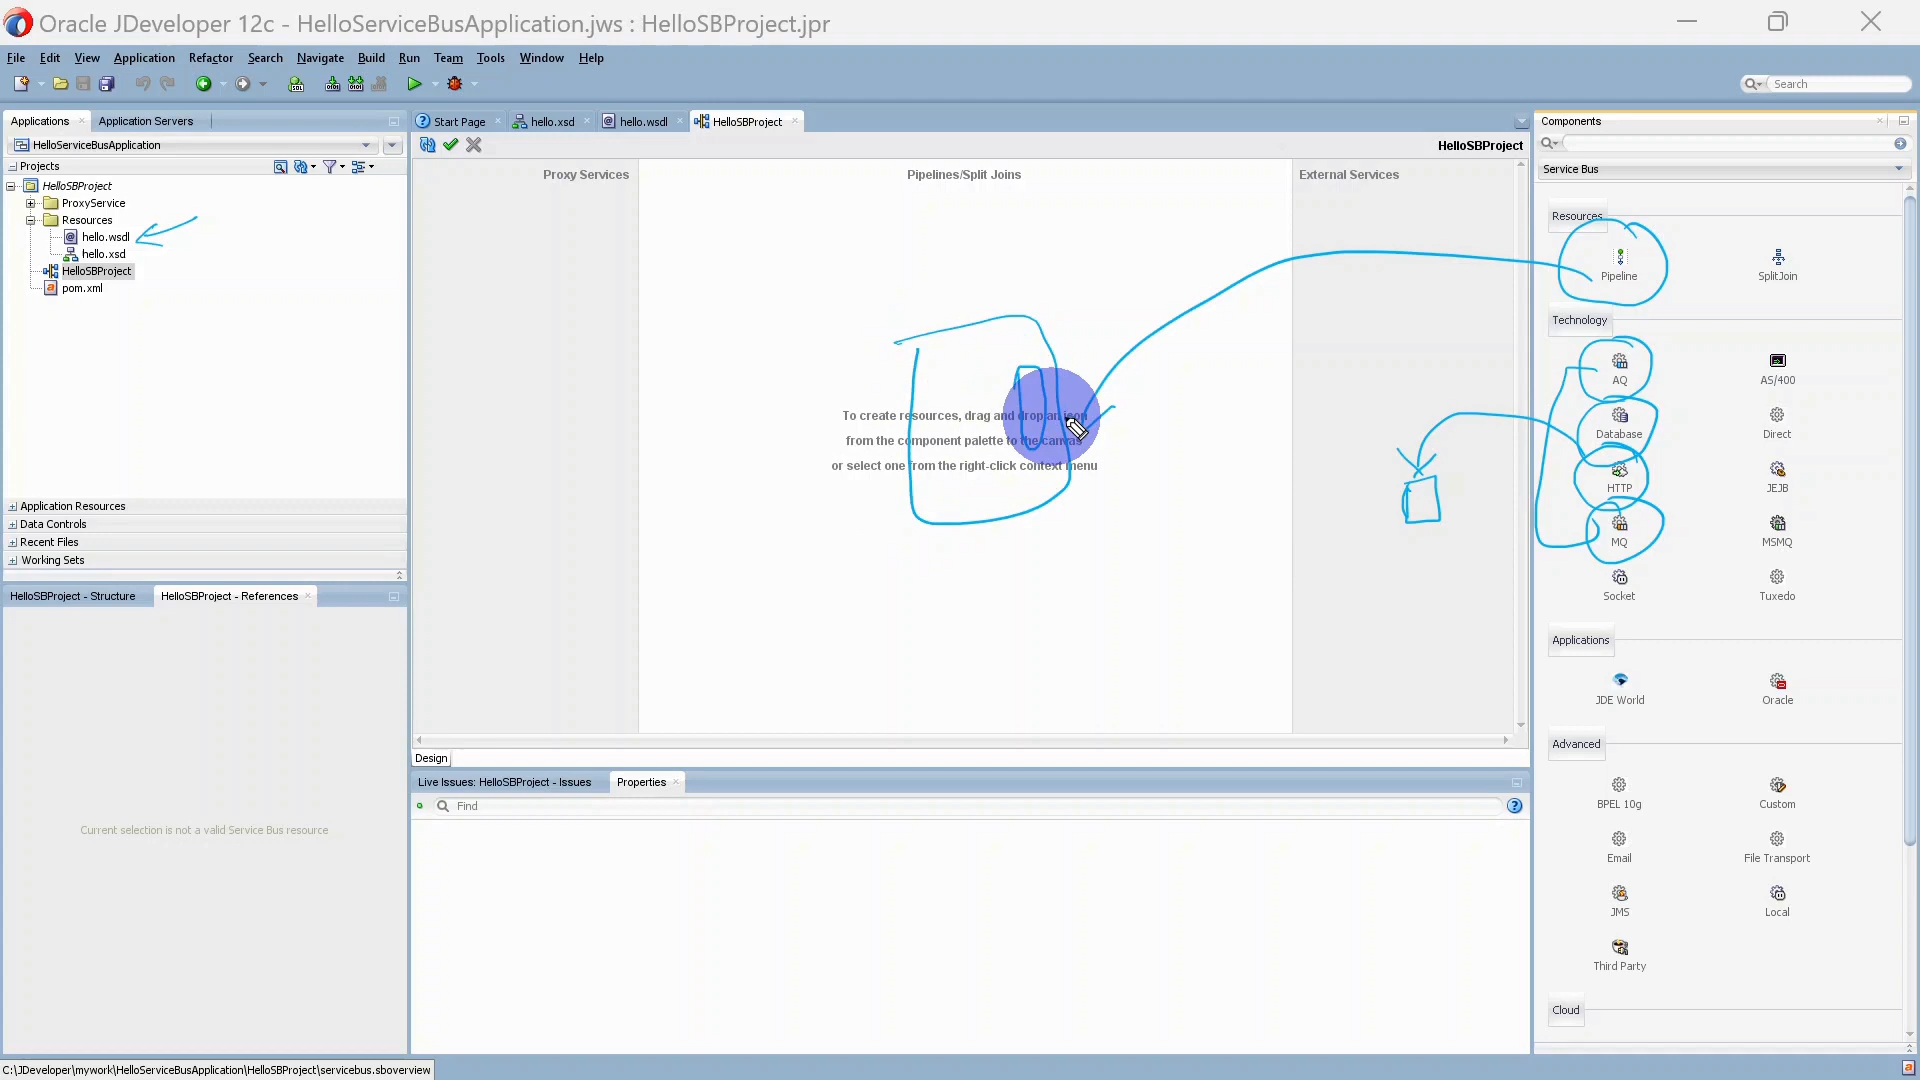 Oracle JDeveloper 12c - HelloServiceBusApplication.jws : HelloSBProject.jpr
File Edit View Application Refactor Search Navigate Build Run Team Tools Window Help
Search
Applications Application Servers
HelloServiceBusApplication
Projects
HelloSBProject
ProxyService
Resources
hello.wsdl
hello.xsd
HelloSBProject
pom.xml
Application Resources
Data Controls
Recent Files
Working Sets
HelloSBProject - Structure HelloSBProject - References
Current selection is not a valid Service Bus resource
C:\JDeveloper\mywork\HelloServiceBusApplication\HelloSBProject\servicebus.sboverview
Start Page hello.xsd hello.wsdl HelloSBProject
HelloSBProject
Proxy Services Pipelines/Split Joins External Services
To create resources, drag and drop an icon
from the component palette to the canvas
or select one from the right-click context menu
Design
Live Issues: HelloSBProject - Issues Properties
Find
Components
Service Bus
Resources
Pipeline SplitJoin
Technology
AQ AS/400
Database Direct
HTTP JEJB
MQ MSMQ
Socket Tuxedo
Applications
JDE World Oracle
Advanced
BPEL 10g Custom
Email File Transport
JMS Local
Third Party
Cloud